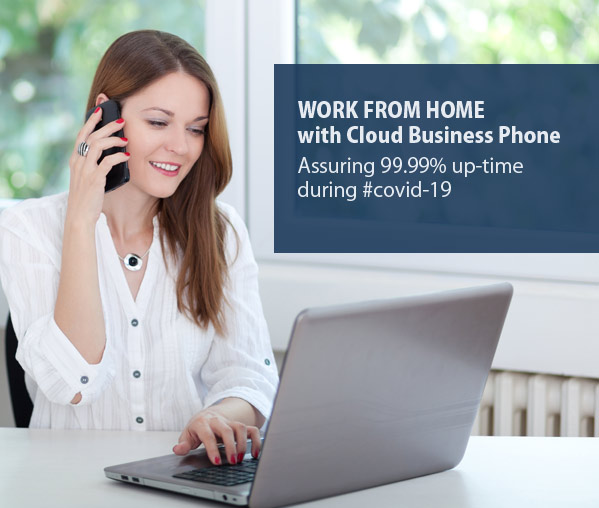 WORK FROM HOME
with Cloud Business Phone
Assuring 99.99% up-time
during #covid-19